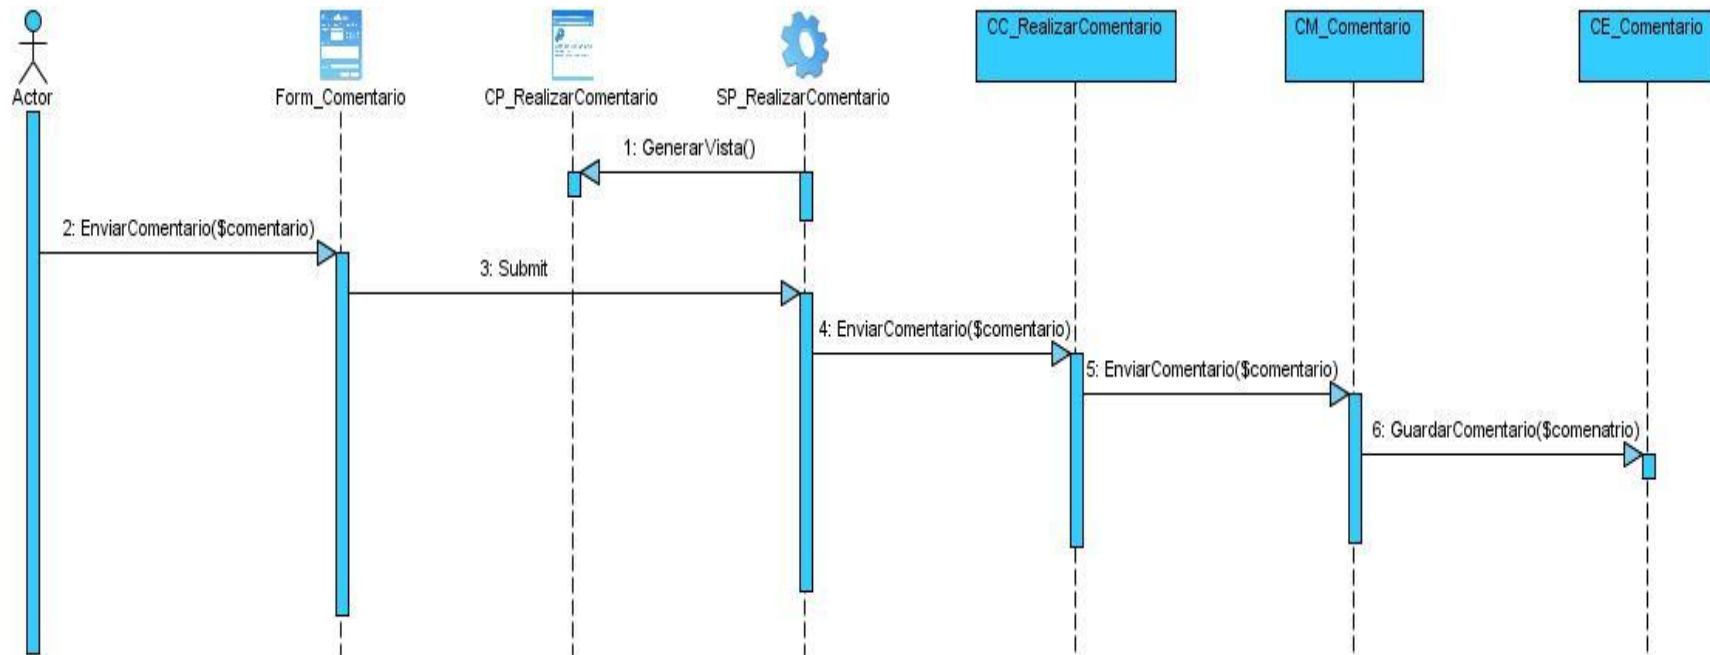 CC_RealizarComentario
CM_Comentario
CE_Comentario
Actor
Form_Comentario
CP_RealizarComentario
SP_RealizarComentario
1: GenerarVista()
2: EnviarComentario($comentario)
3: Submit
4: EnviarComentario($comentario)
5: EnviarComentario($comentario)
6: GuardarComentario($comenatrio)